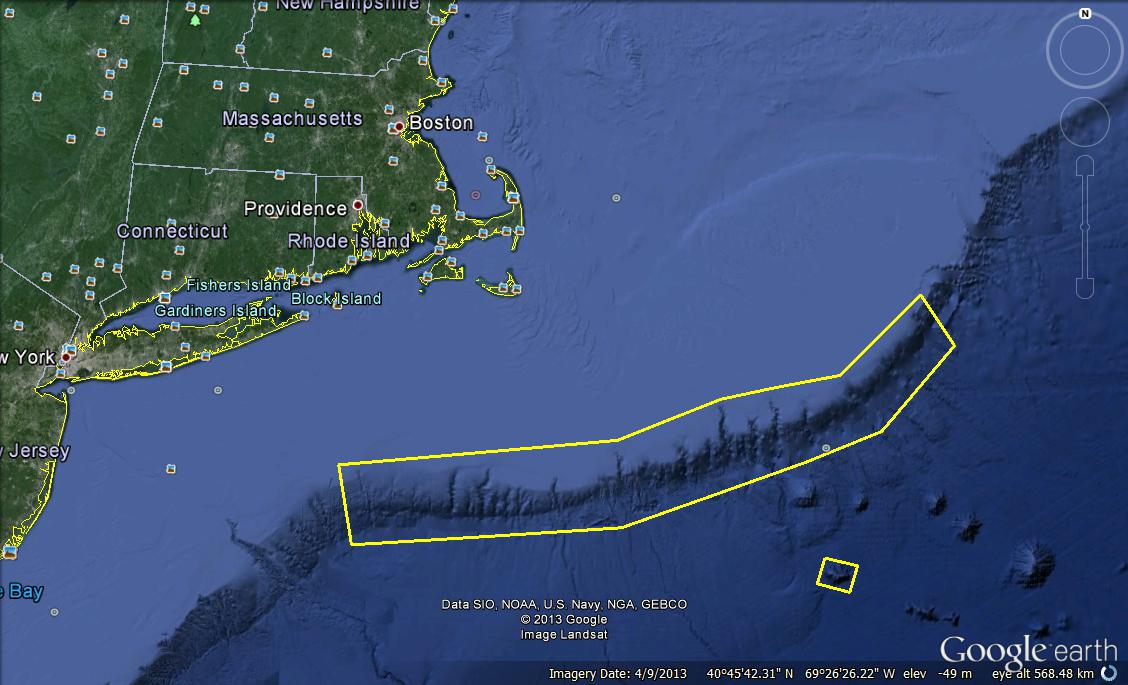 New Hampshire
N
Massachusetts
Boston
Providence
Connecticut
Rhode Island
Fishers Island
Block Island
Gardiners Island
w York
y Jersey
e Bay
Data SIO, NOAA, U.S. Navy, NGA, GEBCO
© 2013 Google
Image Landsat
Google earth
Imagery Date: 4/9/2013 40°45'42.31" N 69°26'26.22" W elev -49 m eye alt 568.48 km